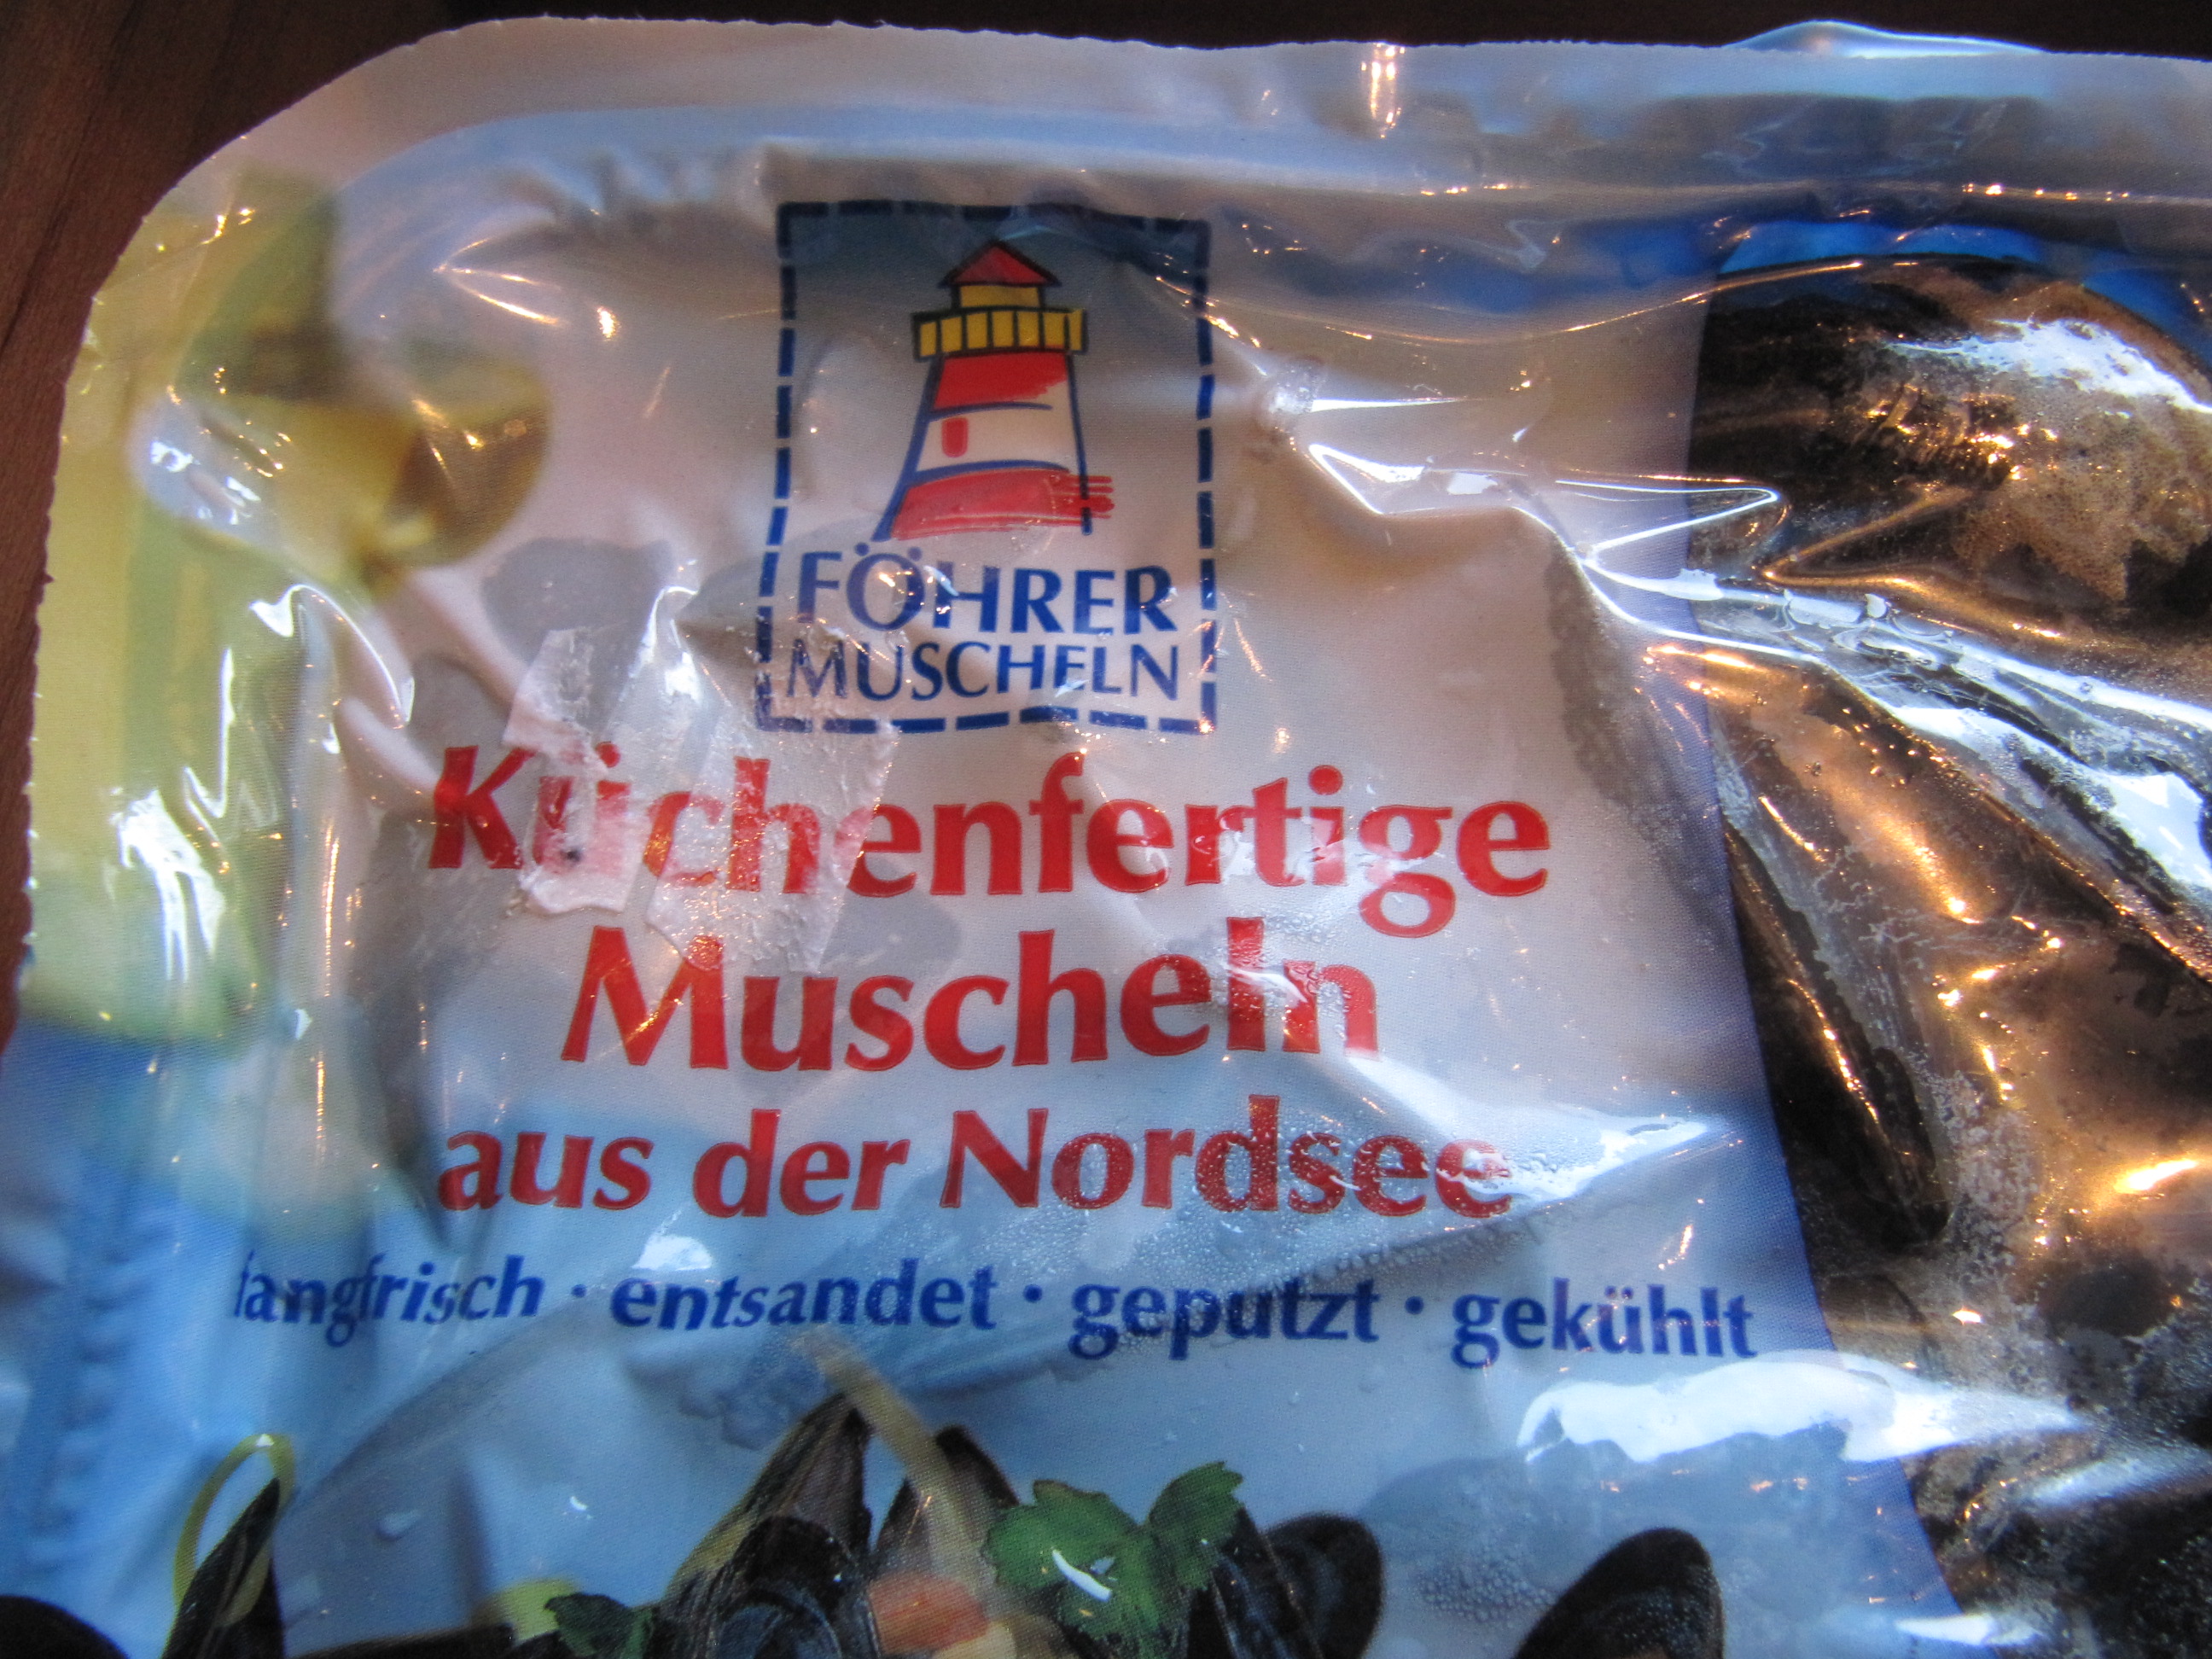 FÖHRER
MUSCHELN
Küchenfertige
Muscheln
aus der Nordsee
fangfrisch · entsandet · geputzt · gekühlt